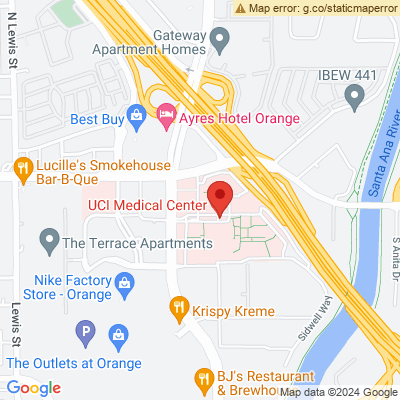 Map error: g.co/staticmaperror
N Lewis St
Gateway
Apartment Homes
IBEW 441
Best Buy
Ayres Hotel Orange
Santa Ana River
Lucille's Smokehouse
Bar-B-Que
UCI Medical Center
The Terrace Apartments
S Anita Dr
Nike Factory
Store - Orange
Krispy Kreme
Sidwell Way
Lewis St
P
The Outlets at Orange
BJ's Restaurant
& Brewhou
Google
Map data ©2024 Google